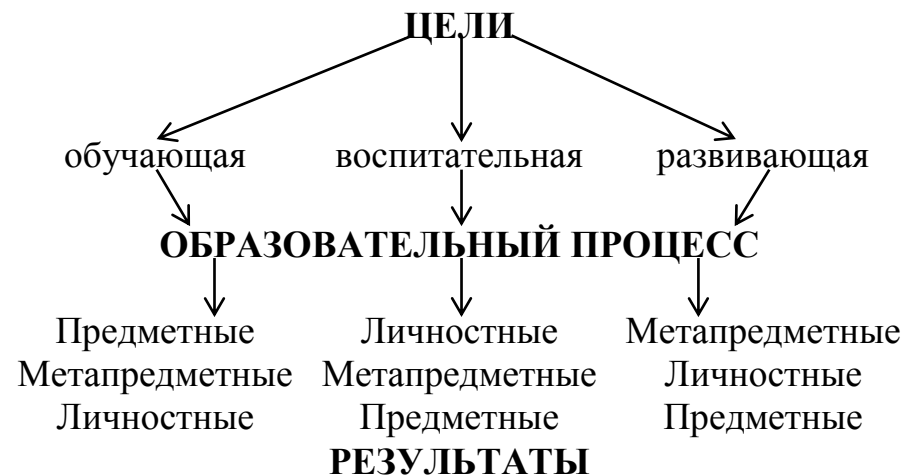 ЦЕЛИ
обучающая воспитательная развивающая
ОБРАЗОВАТЕЛЬНЫЙ ПРОЦЕСС
Предметные Личностные Метапредметные
Метапредметные Метапредметные Личностные
Личностные Предметные Предметные
РЕЗУЛЬТАТЫ